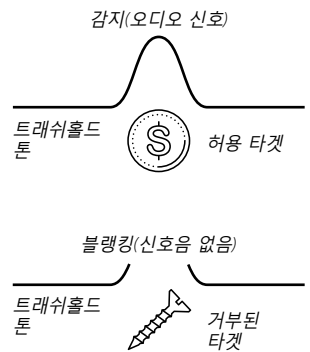 감지(오디오 신호)
트래쉬홀드
톤
$
허용 타겟
블랭킹(신호음 없음)
트래쉬홀드
톤
거부된
타겟